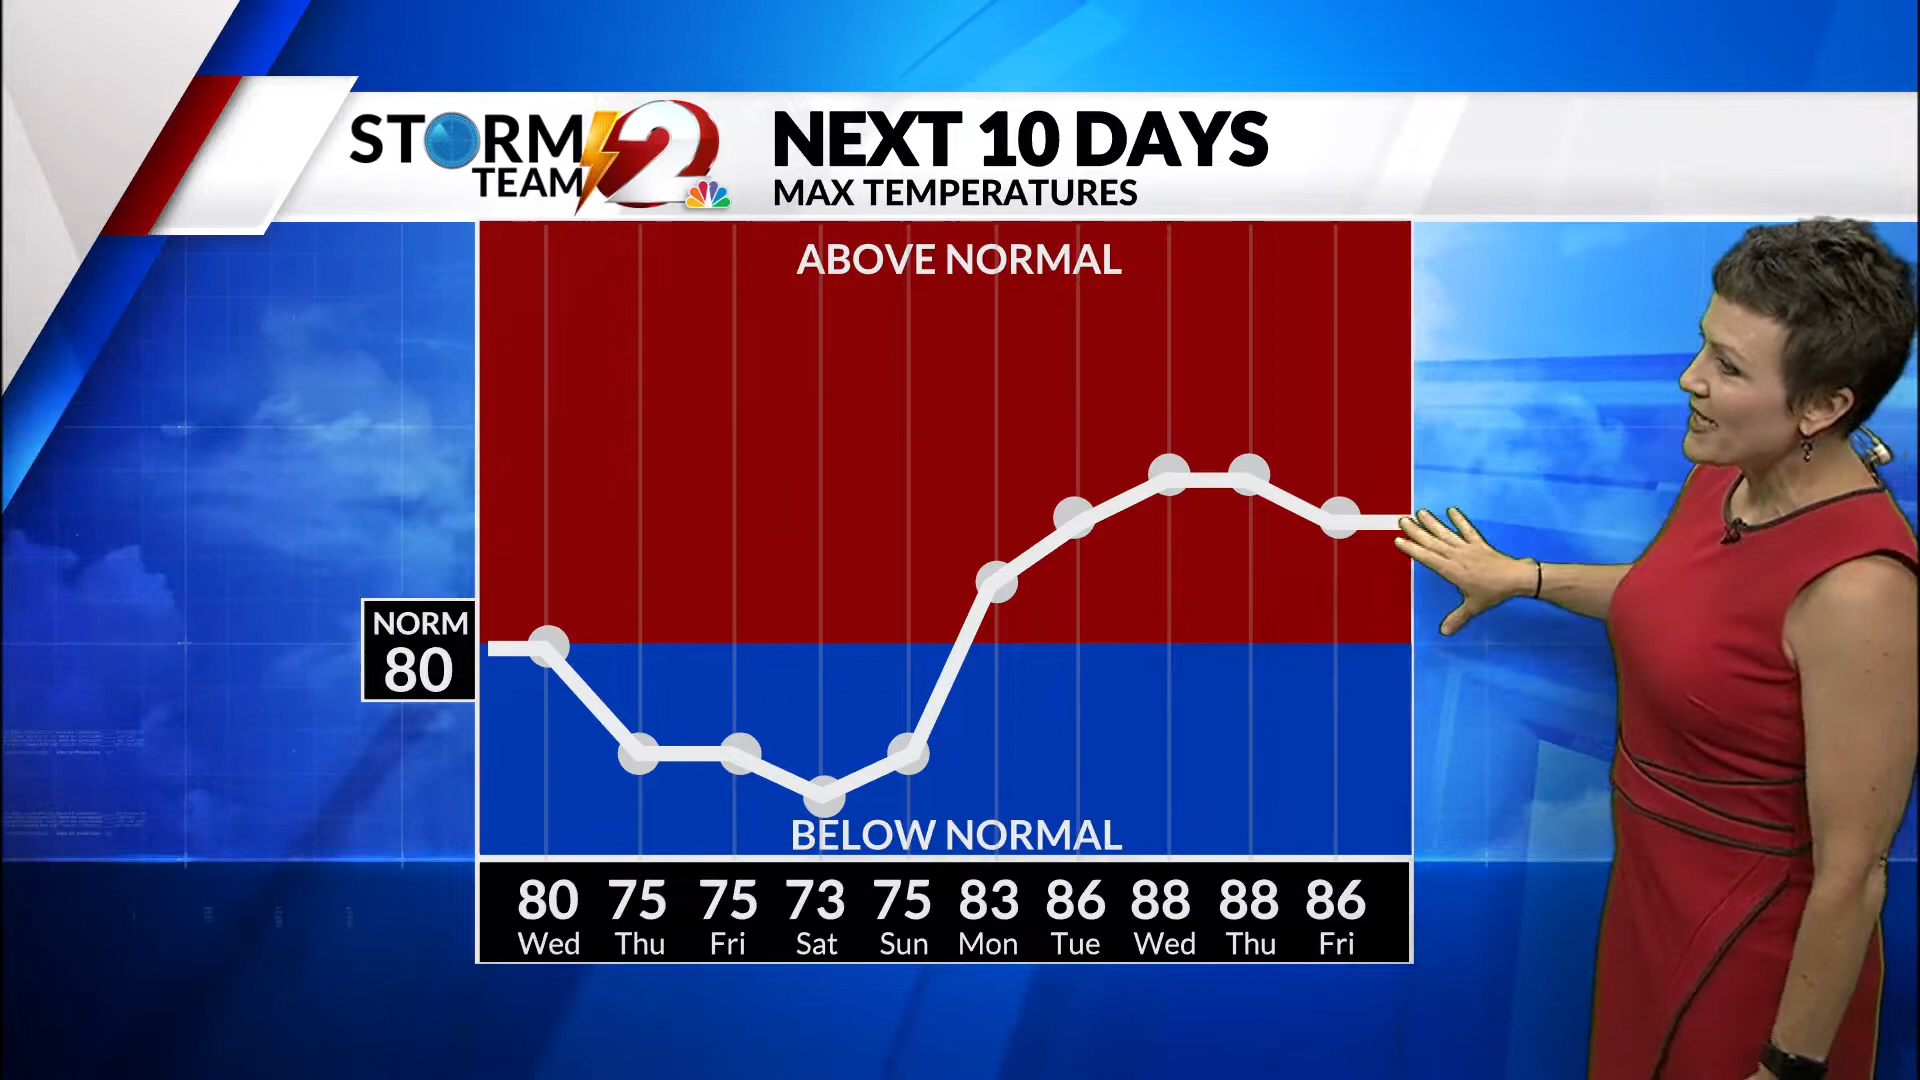 STORM
TEAM
2
NEXT 10 DAYS
MAX TEMPERATURES
ABOVE NORMAL
NORM
80
BELOW NORMAL
80 75 75 73 75 83 86 88 88 86
Wed Thu Fri Sat Sun Mon Tue Wed Thu Fri